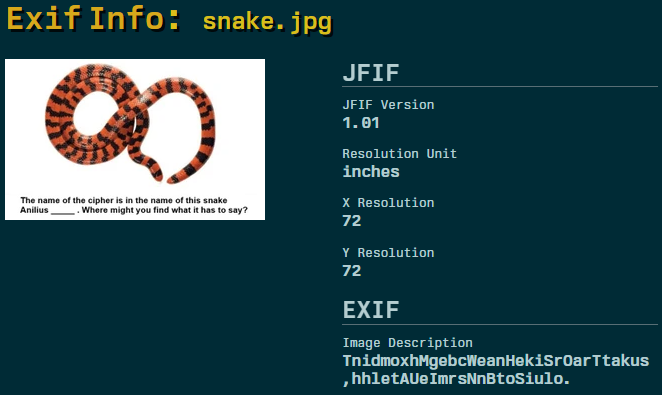 Exif Info: snake.jpg
The name of the cipher is in the name of this snake
Anilius _____ . Where might you find what it has to say?
JFIF
JFIF Version
1.01
Resolution Unit
inches
X Resolution
72
Y Resolution
72
EXIF
Image Description
TnidmoxhMgebcWeanHekiSrOarTtakus
,hhletAUeImrsNnBtoSiulo.